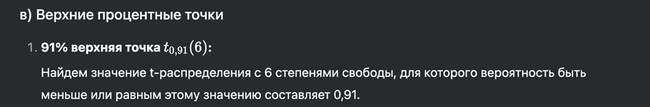 в) Верхние процентные точки
1. 91% верхняя точка t₀,₉₁(6):
Найдем значение t-распределения с 6 степенями свободы, для которого вероятность быть
меньше или равным этому значению составляет 0,91.